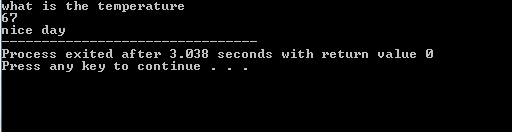 what is the temperature
67
nice day
--------------------------------
Process exited after 3.038 seconds with return value 0
Press any key to continue . . .